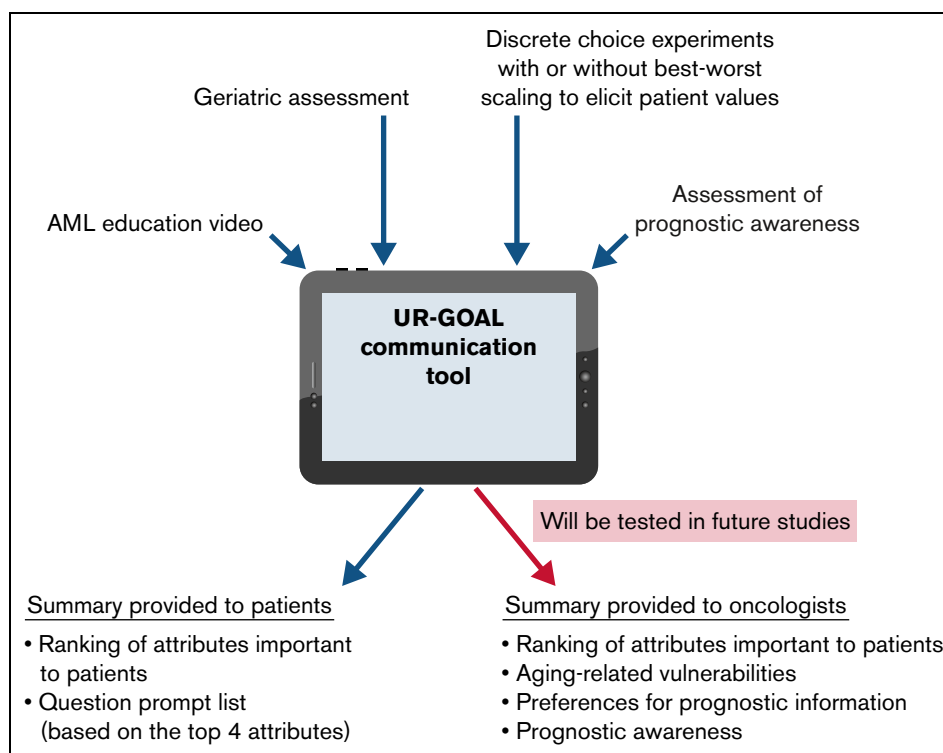 Discrete choice experiments
with or without best-worst
scaling to elicit patient values
Geriatric assessment
Assessment of
prognostic awareness
AML education video
UR-GOAL
communication
tool
Will be tested in future studies
Summary provided to patients
• Ranking of attributes important
to patients
• Question prompt list
(based on the top 4 attributes)
Summary provided to oncologists
• Ranking of attributes important to patients
• Aging-related vulnerabilities
• Preferences for prognostic information
• Prognostic awareness